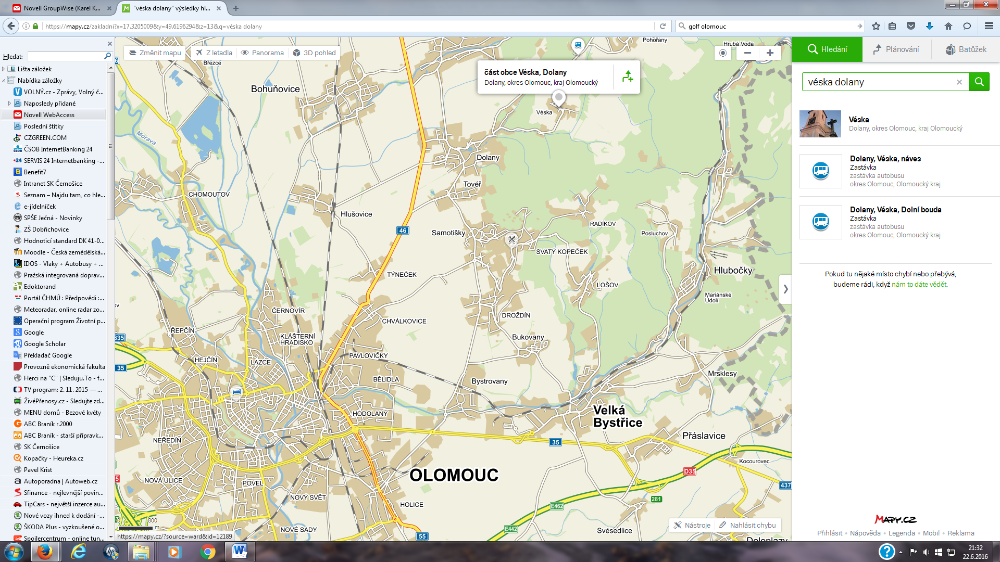 Novell GroupWise (Karel K...
"véska dolany" výsledky hl...
https://mapy.cz/zakladni?x=17.3205009&y=49.6196294&z=13&q=véska dolany
golf olomouc
Hledat:
Lišta záložek
Nabídka záložky
VOLNÝ.cz - Zprávy, Volný č...
Naposledy přidané
Novell WebAccess
Poslední štítky
CZGREEN.COM
ČSOB InternetBanking 24
SERVIS 24 Internetbanking -...
Benefit7
Intranet SK Černošice
Seznam – Najdu tam, co hle...
e-jídelníček
SPŠE Ječná - Novinky
ZŠ Dobřichovice
Hodnoticí standard DK 41-0...
Moodle - Česká zemědělská...
IDOS - Vlaky + Autobusy + ...
Pražská integrovaná doprav...
Edoktorand
Portál ČHMÚ : Předpovědi :...
Meteoradar, online radar zo...
Operační program Životní p...
Google
Google Scholar
Překladač Google
Provozně ekonomická fakulta
Herci na "C" | Sleduju.To - f...
TV program: 2. 11. 2015 — ...
ŽivéPřenosy.cz - Sledujte zd...
MENU domů - Bezové květy
ABC Braník r.2000
ABC Braník - starší přípravk...
SK Černošice
Kopačky - Heureka.cz
Pavel Krist
Autoporadna | Autoweb.cz
Sfinance - nejlevnější povin...
TipCars - největší inzerce au...
Nové vozy ihned k dodání -...
ŠKODA Plus - vyzkoušené o...
Spoilercentrum - online tun...
Změnit mapu
Z letadla
Panorama
3D pohled
Březce
Pohořany
Hrubá Voda
část obce Véska, Dolany
Dolany, okres Olomouc, kraj Olomoucký
Bohuňovice
Véska
Morava
Dolany
Tovéř
CHOMOUTOV
Hlušovice
46
Samotišky
RADÍKOV
Posluchov
SVATÝ KOPEČEK
TÝNEČEK
Hlubočky
LOŠOV
Mariánské
Údolí
ČERNOVÍR
DROŽDÍN
CHVÁLKOVICE
ŘEPČÍN
KLÁŠTERNÍ
HRADISKO
Bukovany
635
35
HEJČÍN
LAZCE
PAVLOVIČKY
BĚLIDLA
Bystrovany
Mrsklesy
HODOLANY
Velká
Bystřice
Přáslavice
NEŘEDÍN
35
Kocourovec
OLOMOUC
D35
NOVÁ ULICE
POVEL
437
NOVÝ SVĚT
281
HOLICE
E462
800
m
NOVÉ SADY
E442
55
Svésedlice
Doloplazy
Nástroje
Nahlásit chybu
https://mapy.cz/?source=ward&id=12189
Hledání
Plánování
Batůžek
véska dolany
Véska
Dolany, okres Olomouc, kraj Olomoucký
Dolany, Véska, náves
Zastávka
zastávka autobusu
okres Olomouc, Olomoucký kraj
Dolany, Véska, Dolní bouda
Zastávka
zastávka autobusu
okres Olomouc, Olomoucký kraj
Pokud tu nějaké místo chybí nebo přebývá,
budeme rádi, když nám to dáte vědět.
MAPY.CZ
Přihlásit • Nápověda • Legenda • Mobil • Reklama
21:32
22.6.2016